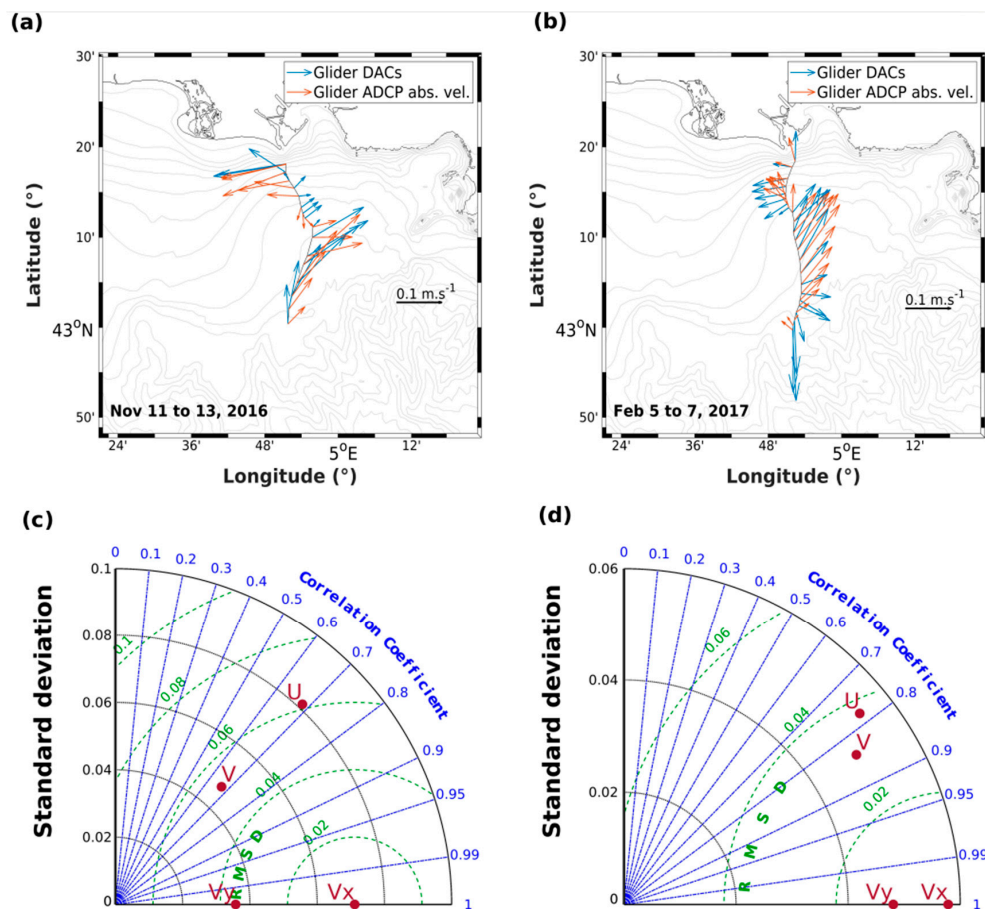 (a)
(b)
30'
20'
10'
43°N
50'
Latitude (°)
Glider DACs
Glider ADCP abs. vel.
0.1 m.s-1
Nov 11 to 13, 2016
24'
36'
48'
5°E
12'
Longitude (°)
30'
20'
10'
43°N
50'
Latitude (°)
Glider DACs
Glider ADCP abs. vel.
0.1 m.s-1
Feb 5 to 7, 2017
24'
36'
48'
5°E
12'
Longitude (°)
(c)
(d)
Standard deviation
0.1
0.08
0.06
0.04
0.02
0
0
0.1
0.2
0.3
0.4
0.5
0.6
0.7
0.8
0.9
0.95
0.99
1
Correlation Coefficient
0.1
0.08
0.06
0.04
0.02
RMSD
U
V
Vy
Vx
Standard deviation
0.06
0.04
0.02
0
0
0.1
0.2
0.3
0.4
0.5
0.6
0.7
0.8
0.9
0.95
0.99
1
Correlation Coefficient
0.06
0.04
0.02
RMSD
U
V
Vy
Vx